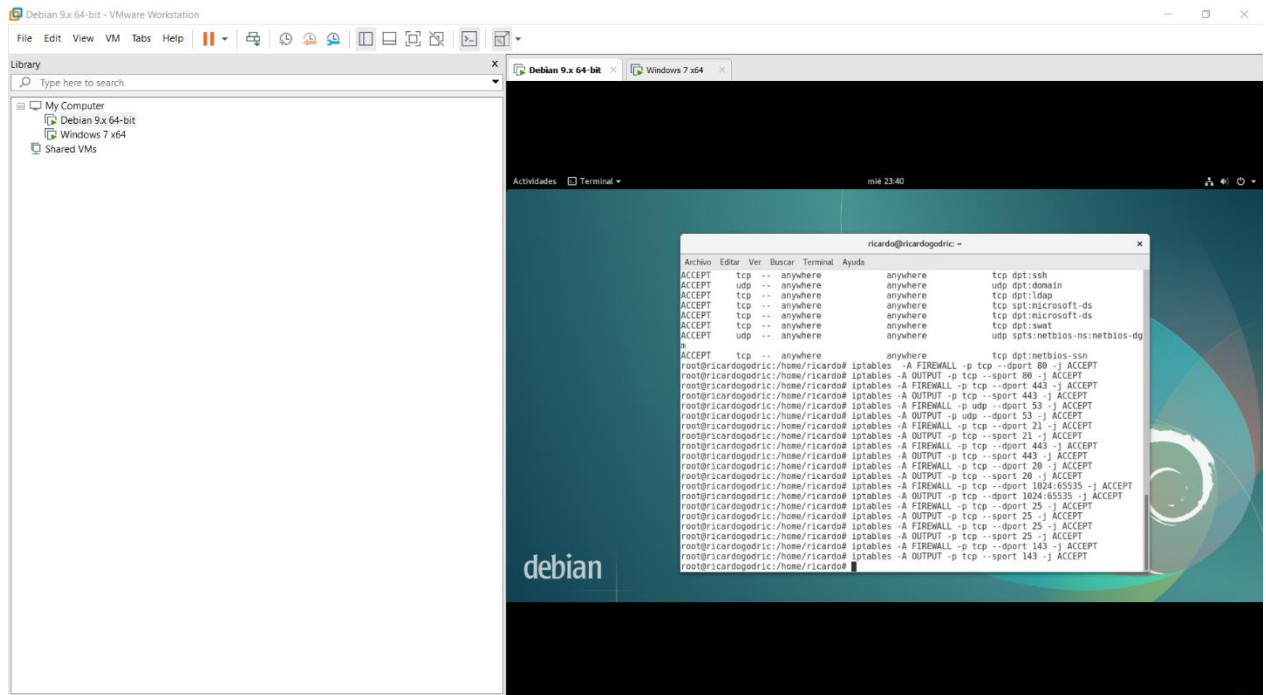 Debian 9.x 64-bit - VMware Workstation
File Edit View VM Tabs Help
Library
Type here to search
My Computer
Debian 9.x 64-bit
Windows 7 x64
Shared VMs
Debian 9.x 64-bit
Windows 7 x64
Actividades Terminal
mié 23:40
ricardo@ricardogodric: ~
Archivo Editar Ver Buscar Terminal Ayuda
ACCEPT tcp -- anywhere anywhere tcp dpt:ssh
ACCEPT udp -- anywhere anywhere udp dpt:domain
ACCEPT tcp -- anywhere anywhere tcp dpt:ldap
ACCEPT tcp -- anywhere anywhere tcp spt:microsoft-ds
ACCEPT tcp -- anywhere anywhere tcp dpt:microsoft-ds
ACCEPT tcp -- anywhere anywhere tcp dpt:swat
ACCEPT udp -- anywhere anywhere udp spts:netbios-ns:netbios-dg
m
ACCEPT tcp -- anywhere anywhere tcp dpt:netbios-ssn
root@ricardogodric:/home/ricardo# iptables -A FIREWALL -p tcp --dport 80 -j ACCEPT
root@ricardogodric:/home/ricardo# iptables -A OUTPUT -p tcp --sport 80 -j ACCEPT
root@ricardogodric:/home/ricardo# iptables -A FIREWALL -p tcp --dport 443 -j ACCEPT
root@ricardogodric:/home/ricardo# iptables -A OUTPUT -p tcp --sport 443 -j ACCEPT
root@ricardogodric:/home/ricardo# iptables -A FIREWALL -p udp --dport 53 -j ACCEPT
root@ricardogodric:/home/ricardo# iptables -A OUTPUT -p udp --dport 53 -j ACCEPT
root@ricardogodric:/home/ricardo# iptables -A FIREWALL -p tcp --dport 21 -j ACCEPT
root@ricardogodric:/home/ricardo# iptables -A OUTPUT -p tcp --sport 21 -j ACCEPT
root@ricardogodric:/home/ricardo# iptables -A FIREWALL -p tcp --dport 443 -j ACCEPT
root@ricardogodric:/home/ricardo# iptables -A OUTPUT -p tcp --sport 443 -j ACCEPT
root@ricardogodric:/home/ricardo# iptables -A FIREWALL -p tcp --dport 20 -j ACCEPT
root@ricardogodric:/home/ricardo# iptables -A OUTPUT -p tcp --sport 20 -j ACCEPT
root@ricardogodric:/home/ricardo# iptables -A FIREWALL -p tcp --dport 1024:65535 -j ACCEPT
root@ricardogodric:/home/ricardo# iptables -A OUTPUT -p tcp --dport 1024:65535 -j ACCEPT
root@ricardogodric:/home/ricardo# iptables -A FIREWALL -p tcp --dport 25 -j ACCEPT
root@ricardogodric:/home/ricardo# iptables -A OUTPUT -p tcp --sport 25 -j ACCEPT
root@ricardogodric:/home/ricardo# iptables -A FIREWALL -p tcp --dport 25 -j ACCEPT
root@ricardogodric:/home/ricardo# iptables -A OUTPUT -p tcp --sport 25 -j ACCEPT
root@ricardogodric:/home/ricardo# iptables -A FIREWALL -p tcp --dport 143 -j ACCEPT
root@ricardogodric:/home/ricardo# iptables -A OUTPUT -p tcp --sport 143 -j ACCEPT
root@ricardogodric:/home/ricardo#
debian